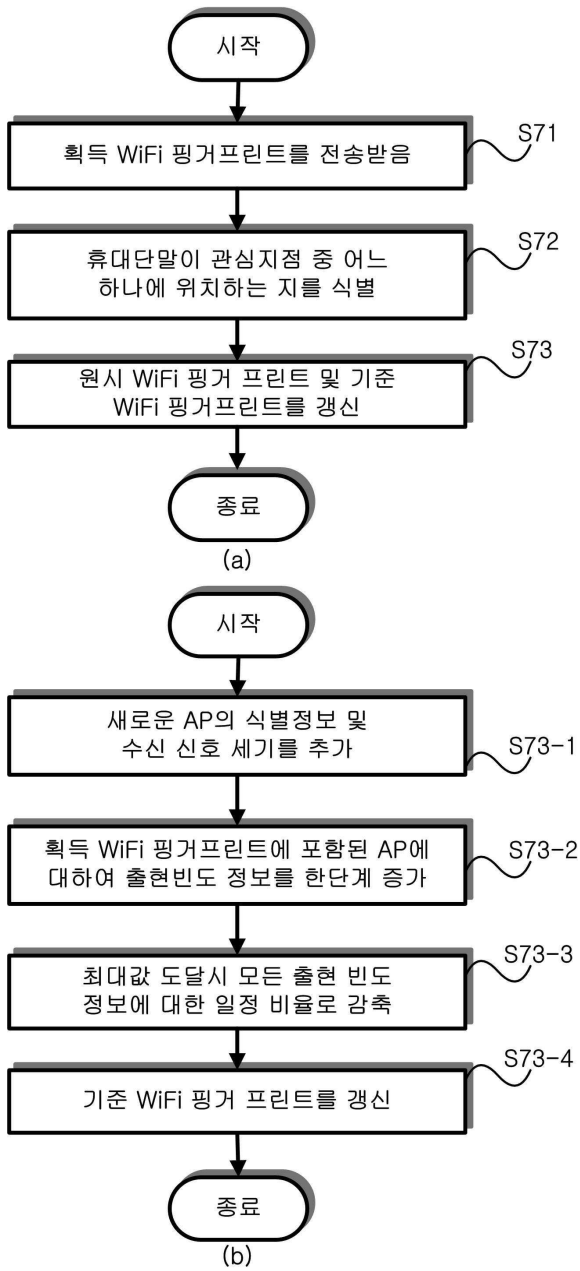 시작
획득 WiFi 핑거프린트를 전송받음
S71
휴대단말이 관심지점 중 어느
하나에 위치하는 지를 식별
S72
원시 WiFi 핑거 프린트 및 기준
WiFi 핑거프린트를 갱신
S73
종료
(a)
시작
새로운 AP의 식별정보 및
수신 신호 세기를 추가
S73-1
획득 WiFi 핑거프린트에 포함된 AP에
대하여 출현빈도 정보를 한단계 증가
S73-2
최대값 도달시 모든 출현 빈도
정보에 대한 일정 비율로 감축
S73-3
기준 WiFi 핑거 프린트를 갱신
S73-4
종료
(b)